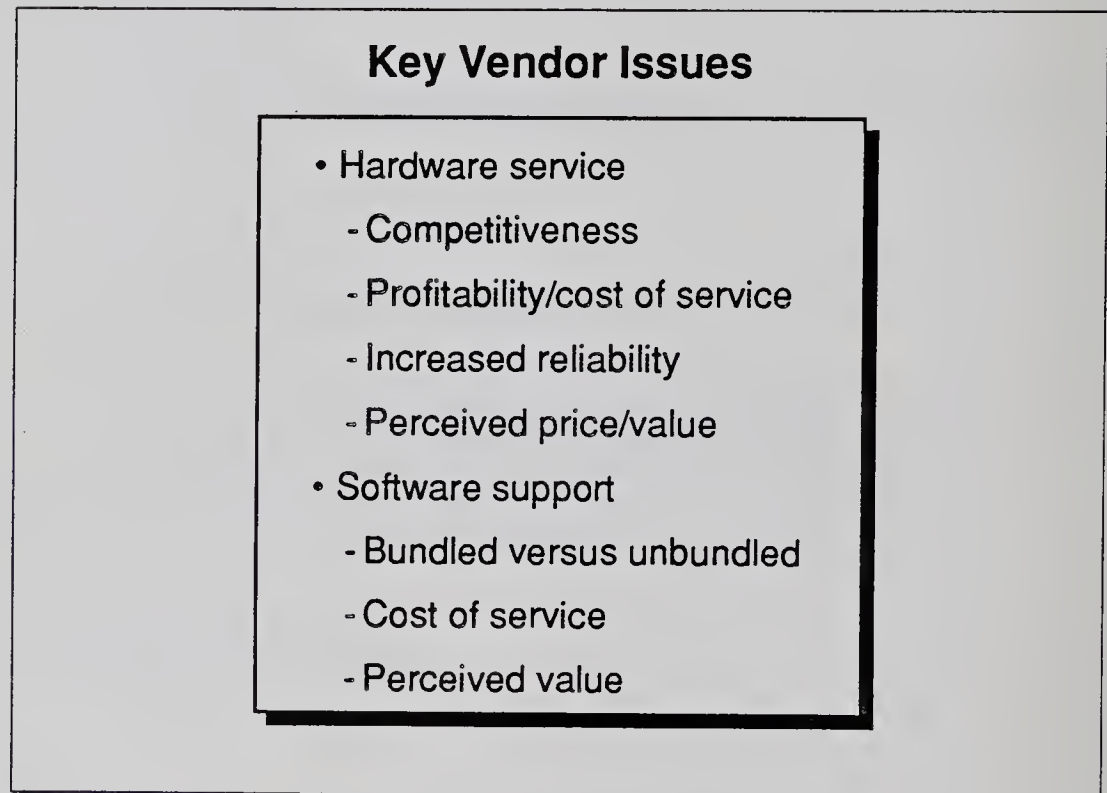 Key Vendor Issues
• Hardware service
- Competitiveness
- Profitability/cost of service
- Increased reliability
- Perceived price/value
• Software support
- Bundled versus unbundled
- Cost of service
- Perceived value